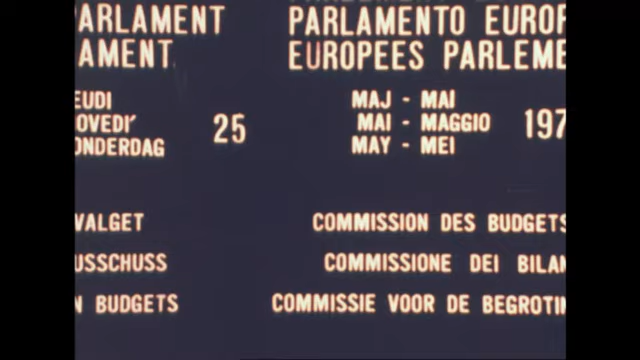 ARLAMENT PARLAMENTO EUROP
AMENT EUROPEES PARLEME
EUDI MAJ - MAI
OVEDI' 25 MAI - MAGGIO 197
ONDERDAG MAY - MEI
VALGET COMMISSION DES BUDGETS
USSCHUSS COMMISSIONE DEI BILAN
N BUDGETS COMMISSIE VOOR DE BEGROTIN